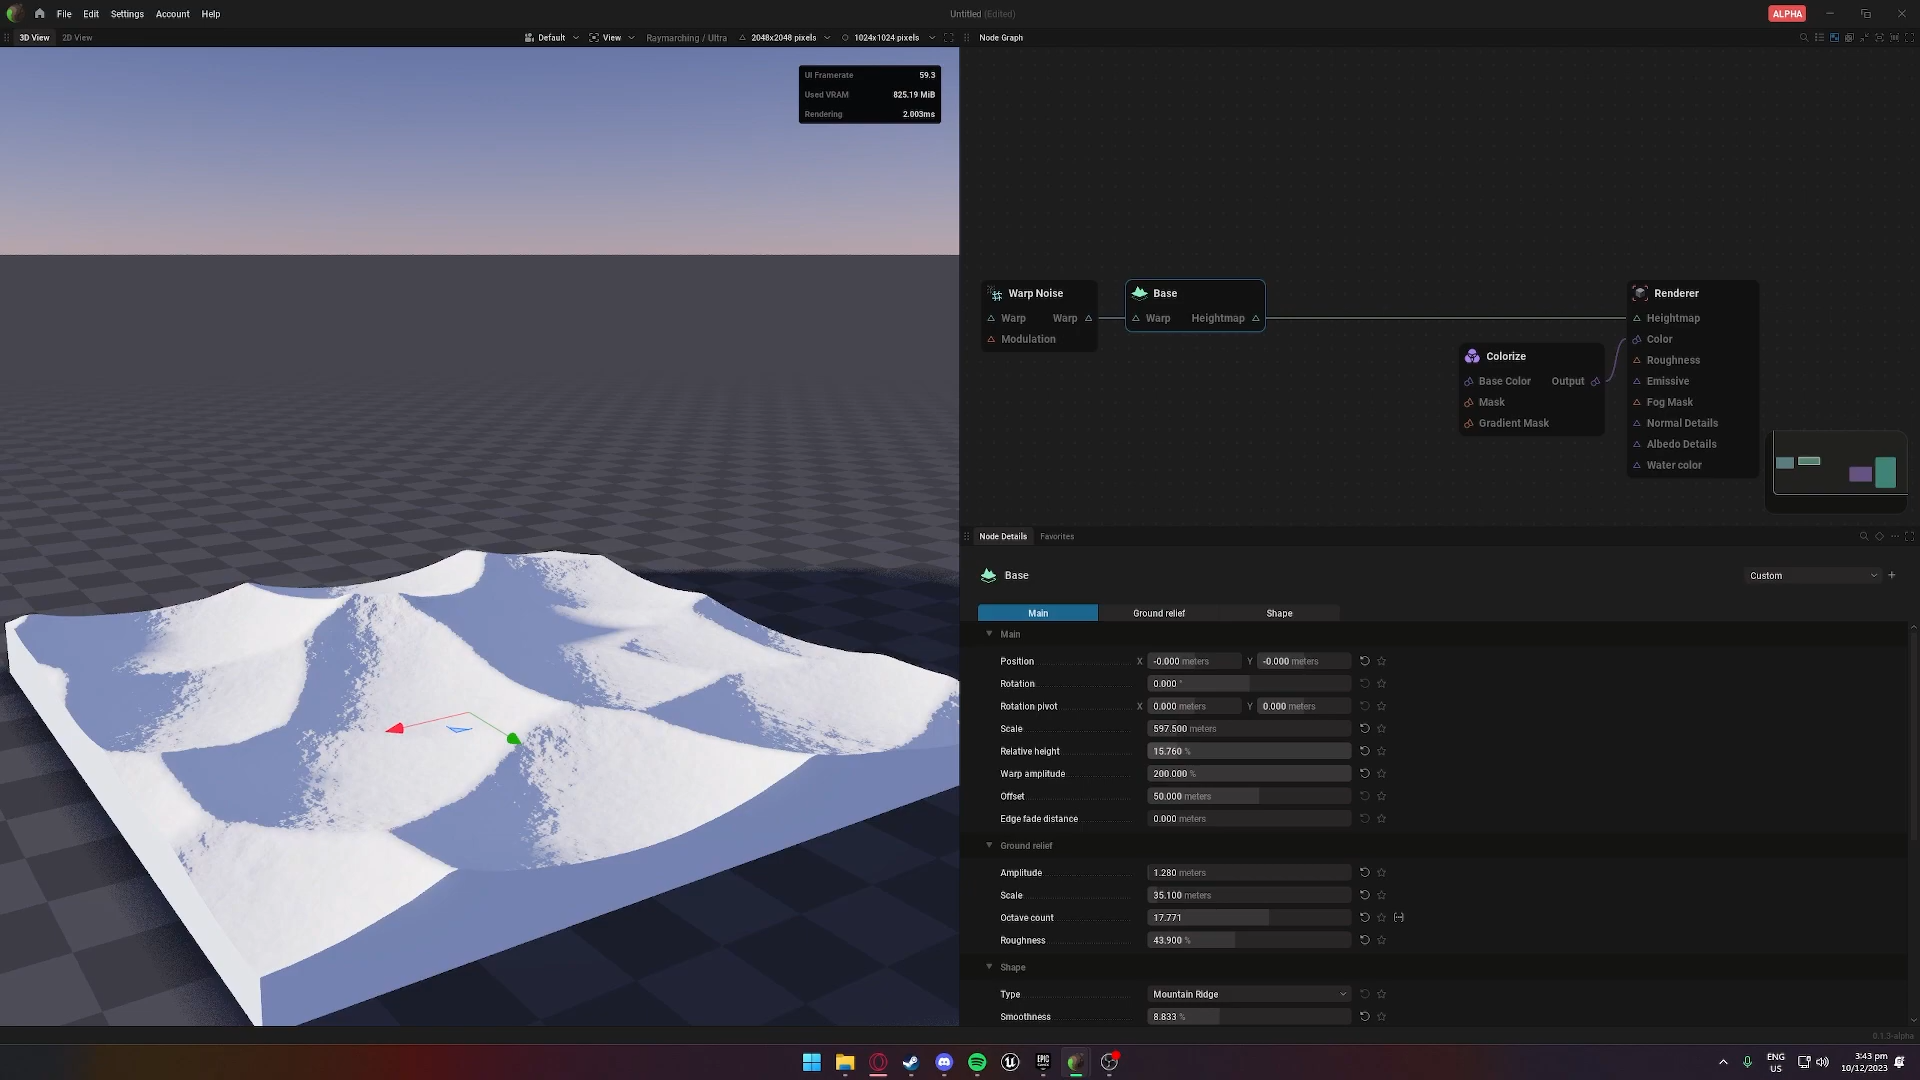 File Edit Settings Account Help
Untitled (Edited)
ALPHA
3D View 2D View
Default View Raymarching / Ultra 2048x2048 pixels 1024x1024 pixels
UI Framerate 59.3
Used VRAM 825.19 MiB
Rendering 2.003ms
Node Graph
Warp Noise
Warp Warp
Modulation
Base
Warp Heightmap
Colorize
Base Color Output
Mask
Gradient Mask
Renderer
Heightmap
Color
Roughness
Emissive
Fog Mask
Normal Details
Albedo Details
Water color
Node Details Favorites
Base
Custom
Main Ground relief Shape
Main
Position X -0.000 meters Y -0.000 meters
Rotation 0.000 °
Rotation pivot X 0.000 meters Y 0.000 meters
Scale 597.500 meters
Relative height 15.760 %
Warp amplitude 200.000 %
Offset 50.000 meters
Edge fade distance 0.000 meters
Ground relief
Amplitude 1.280 meters
Scale 35.100 meters
Octave count 17.771
Roughness 43.900 %
Shape
Type Mountain Ridge
Smoothness 8.833 %
0.1.3-alpha
EPIC
ENG
US
3:43 pm
10/12/2023